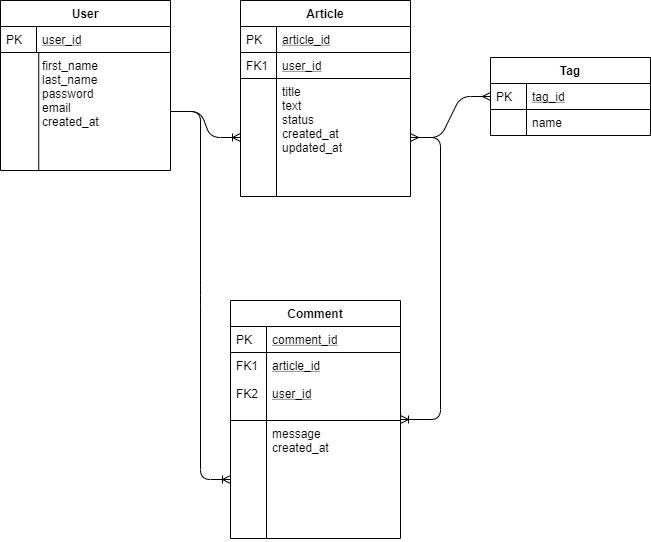 User
PK user_id
first_name
last_name
password
email
created_at
Article
PK article_id
FK1 user_id
title
text
status
created_at
updated_at
Tag
PK tag_id
name
Comment
PK comment_id
FK1 article_id
FK2 user_id
message
created_at